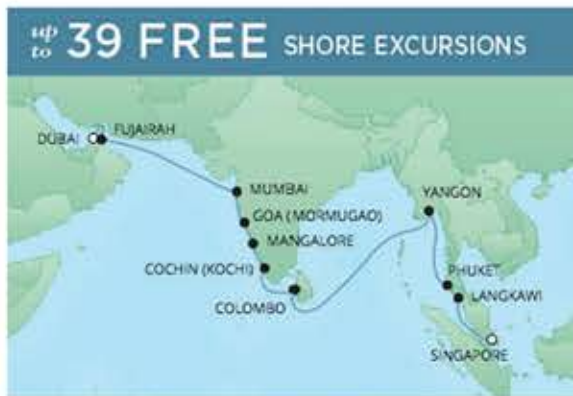 up to 39 FREE SHORE EXCURSIONS
DUBAI
FUJAIRAH
MUMBAI
GOA (MORMUGAO)
MANGALORE
COCHIN (KOCHI)
COLOMBO
YANGON
PHUKET
LANGKAWI
SINGAPORE